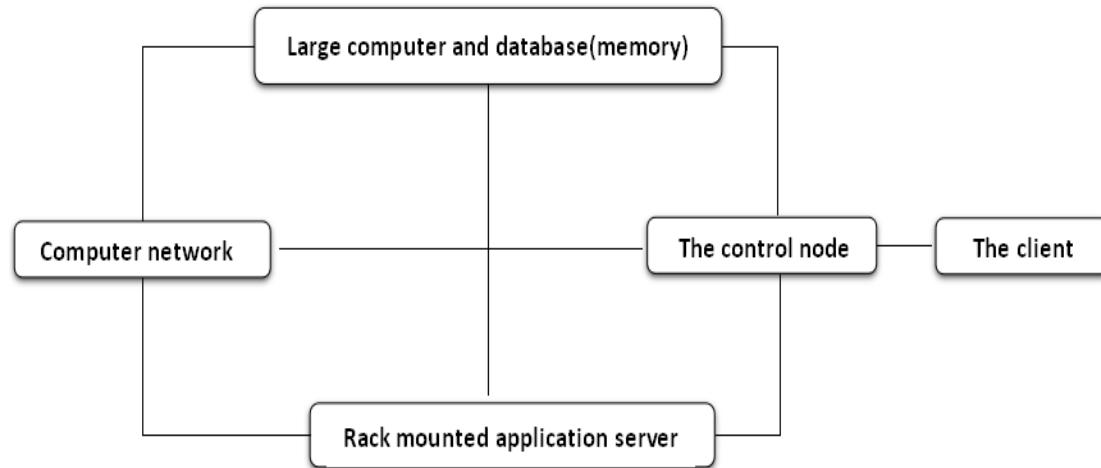 Large computer and database(memory)
Computer network
The control node
The client
Rack mounted application server